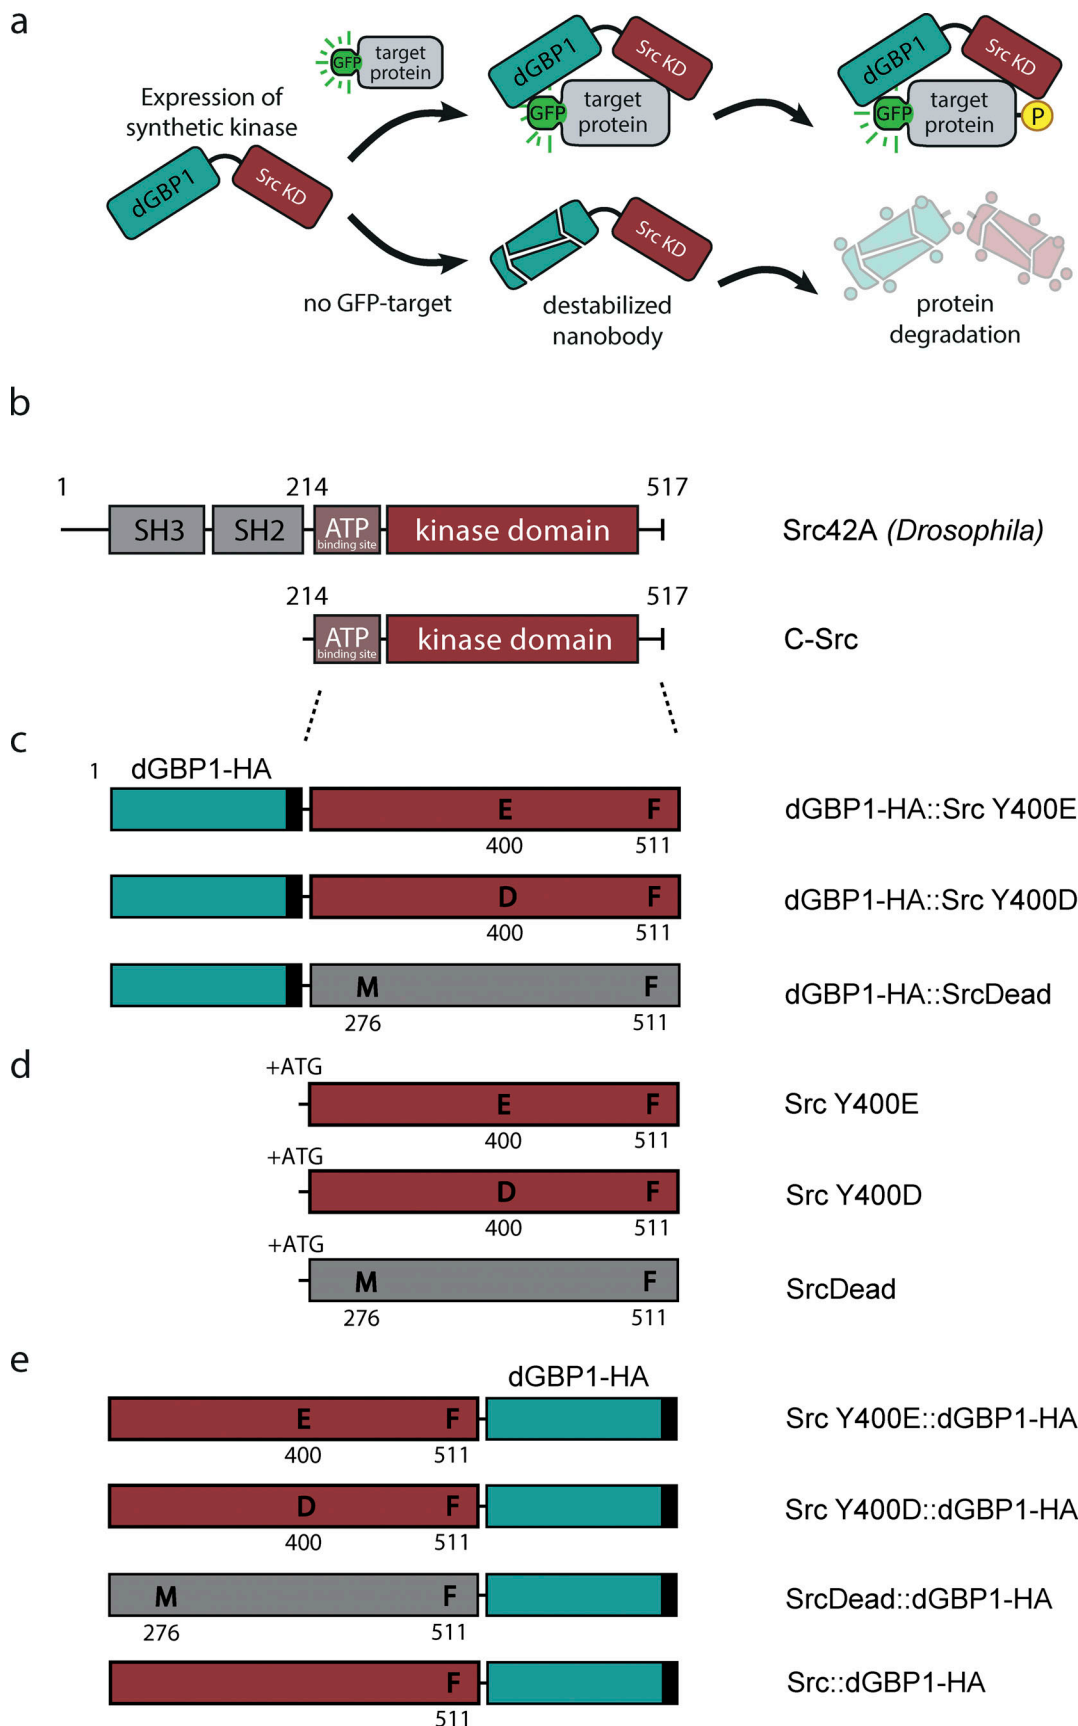 a
Expression of
synthetic kinase
dGBP1
Src KD
GFP
target
protein
dGBP1
Src KD
GFP
target
protein
dGBP1
Src KD
GFP
target
protein
P
no GFP-target
Src KD
destabilized
nanobody
protein
degradation
b
1
214
517
SH3
SH2
ATP
binding site
kinase domain
Src42A (Drosophila)
214
517
ATP
binding site
kinase domain
C-Src
c
1
dGBP1-HA
E
F
400
511
dGBP1-HA::Src Y400E
D
F
400
511
dGBP1-HA::Src Y400D
M
F
276
511
dGBP1-HA::SrcDead
d
+ATG
E
F
400
511
Src Y400E
+ATG
D
F
400
511
Src Y400D
+ATG
M
F
276
511
SrcDead
e
dGBP1-HA
E
F
400
511
Src Y400E::dGBP1-HA
D
F
400
511
Src Y400D::dGBP1-HA
M
F
276
511
SrcDead::dGBP1-HA
F
511
Src::dGBP1-HA